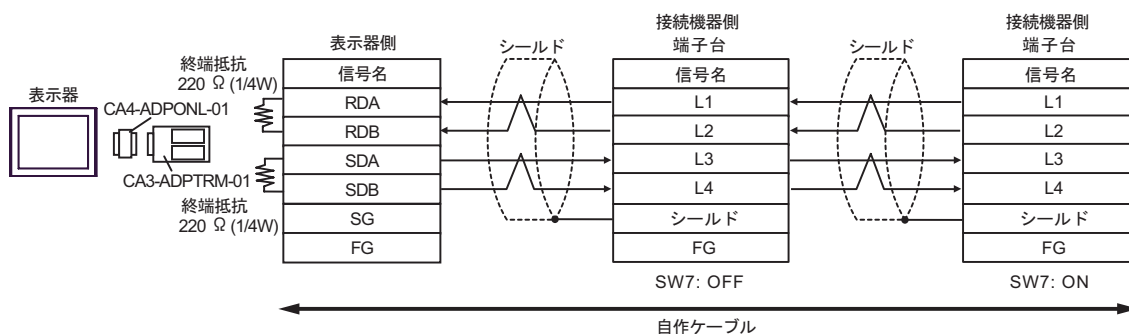 表示器
CA4-ADPONL-01
CA3-ADPTRM-01
終端抵抗
220 Ω (1/4W)
終端抵抗
220 Ω (1/4W)
表示器側
信号名
RDA
RDB
SDA
SDB
SG
FG
シールド
接続機器側
端子台
信号名
L1
L2
L3
L4
シールド
FG
SW7: OFF
シールド
接続機器側
端子台
信号名
L1
L2
L3
L4
シールド
FG
SW7: ON
自作ケーブル